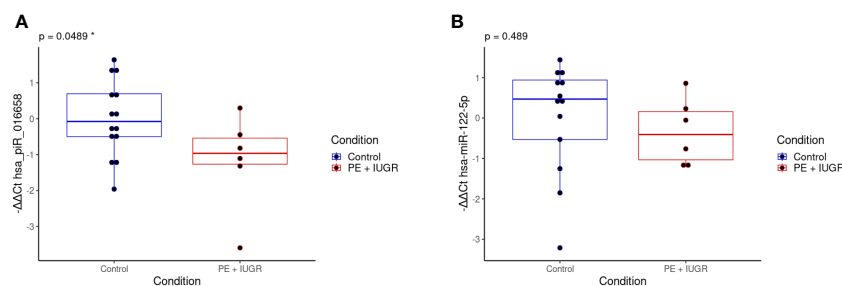 A
p = 0.0489 *
-ΔΔCt hsa_piR_016658
1
0
-1
-2
-3
Control
PE + IUGR
Condition
Condition
Control
PE + IUGR
B
p = 0.489
-ΔΔCt hsa-miR-122-5p
1
0
-1
-2
-3
Control
PE + IUGR
Condition
Condition
Control
PE + IUGR